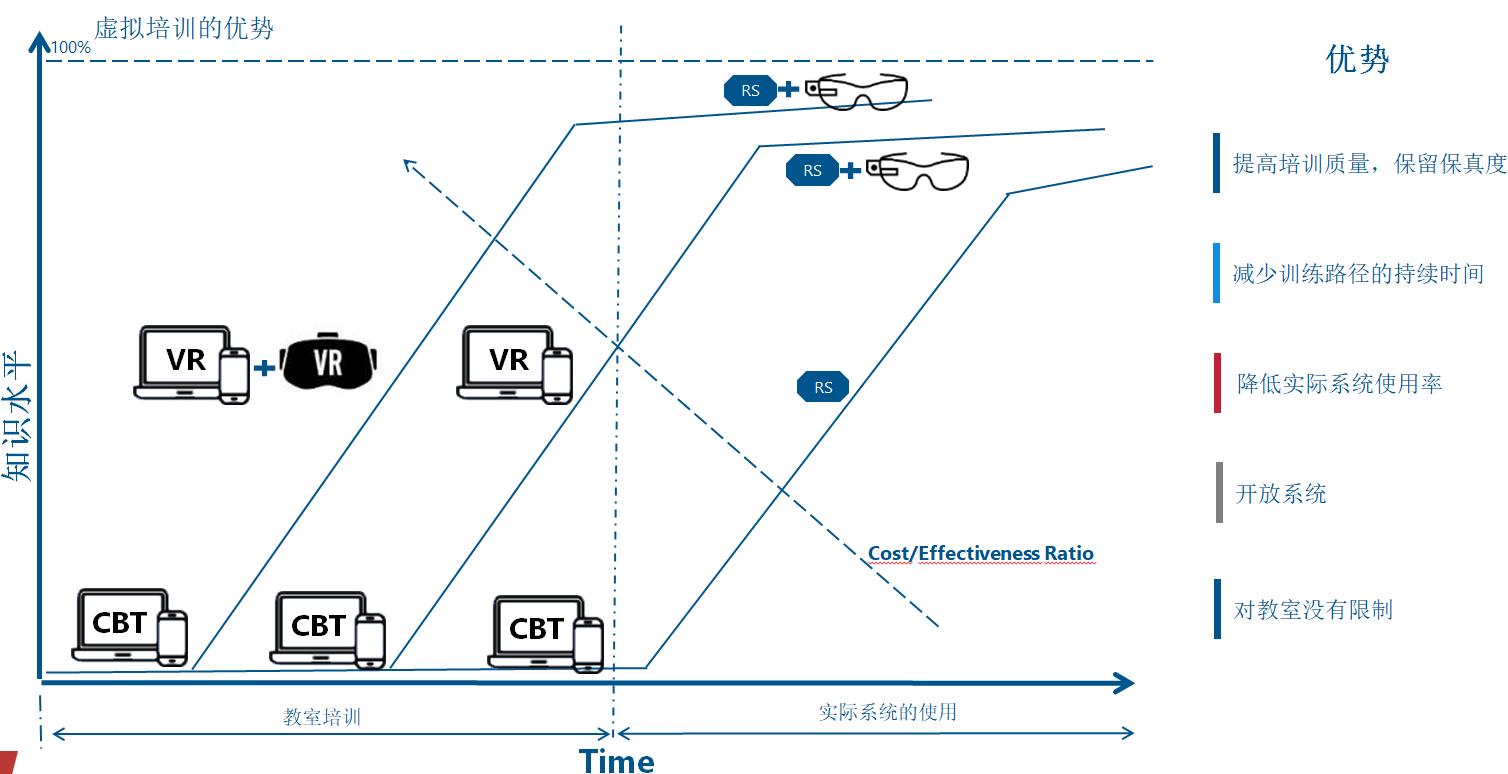 虚拟培训的优势
100%
优势
RS
RS
提高培训质量，保留保真度
减少训练路径的持续时间
VR
VR
VR
知识水平
RS
降低实际系统使用率
开放系统
Cost/Effectiveness Ratio
CBT
CBT
CBT
对教室没有限制
教室培训
实际系统的使用
Time